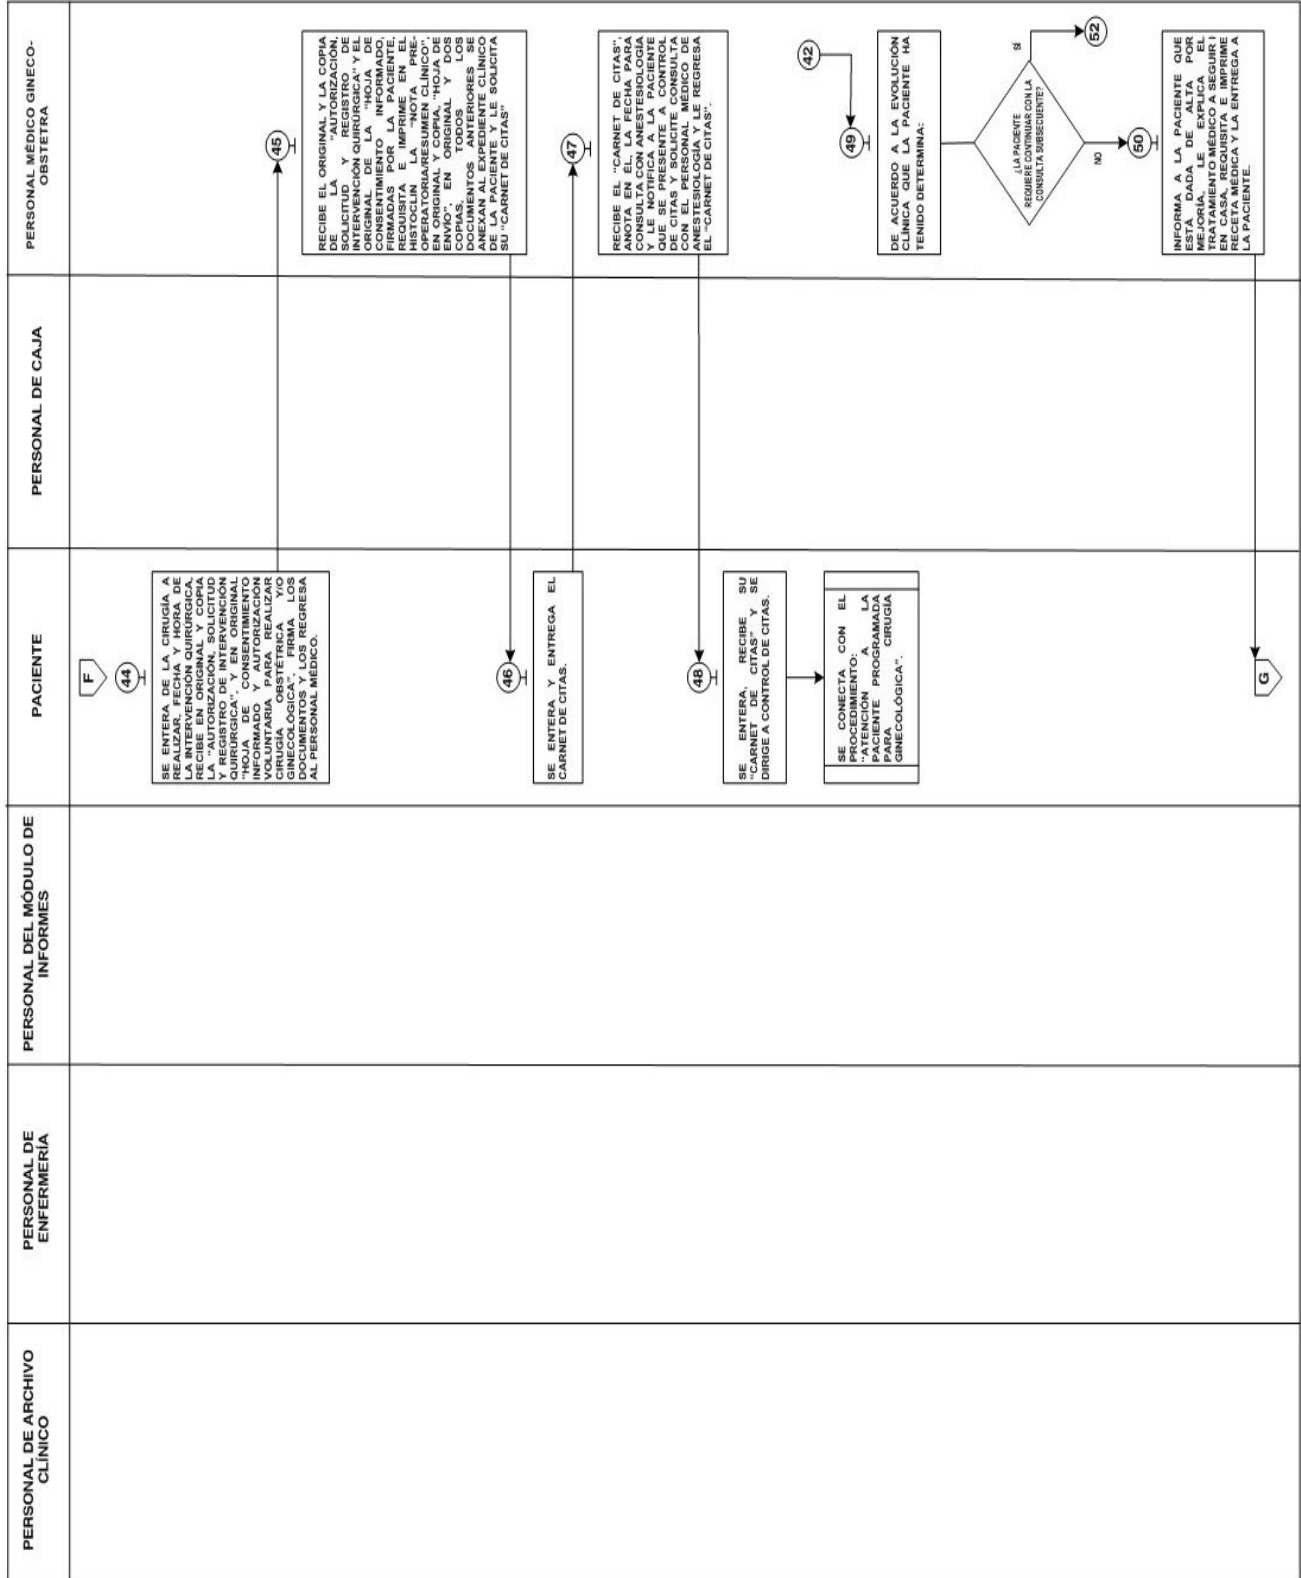 PERSONAL DE ARCHIVO
CLÍNICO
PERSONAL DE
ENFERMERÍA
PERSONAL DEL MÓDULO DE
INFORMES
PACIENTE
PERSONAL DE CAJA
PERSONAL MÉDICO GINECO-
OBSTETRA
F
44
SE ENTERA DE LA CIRUGÍA A
REALIZAR, FECHA Y HORA DE
LA INTERVENCIÓN QUIRÚRGICA,
RECIBE EN ORIGINAL Y COPIA
LA "AUTORIZACIÓN, SOLICITUD
Y REGISTRO DE INTERVENCIÓN
QUIRÚRGICA", Y EN ORIGINAL
"HOJA DE CONSENTIMIENTO
INFORMADO Y AUTORIZACIÓN
VOLUNTARIA PARA REALIZAR
CIRUGÍA OBSTÉTRICA Y/O
GINECOLÓGICA", FIRMA LOS
DOCUMENTOS Y LOS REGRESA
AL PERSONAL MÉDICO.
45
RECIBE EL ORIGINAL Y LA COPIA
DE LA "AUTORIZACIÓN,
SOLICITUD Y REGISTRO DE
INTERVENCIÓN QUIRÚRGICA" Y EL
ORIGINAL DE LA "HOJA DE
CONSENTIMIENTO INFORMADO,
FIRMADAS POR LA PACIENTE,
REQUISITA E IMPRIME EN EL
HISTOCLIN LA "NOTA PRE-
OPERATORIA/RESUMEN CLÍNICO",
EN ORIGINAL Y COPIA, "HOJA DE
ENVÍO", EN ORIGINAL Y DOS
COPIAS, TODOS LOS
DOCUMENTOS ANTERIORES SE
ANEXAN AL EXPEDIENTE CLÍNICO
DE LA PACIENTE Y LE SOLICITA
SU "CARNET DE CITAS"
46
SE ENTERA Y ENTREGA EL
CARNET DE CITAS.
47
RECIBE EL "CARNET DE CITAS",
ANOTA EN ÉL, LA FECHA PARA
CONSULTA CON ANESTESIOLOGÍA
Y LE NOTIFICA A LA PACIENTE
QUE SE PRESENTE A CONTROL
DE CITAS Y SOLICITE CONSULTA
CON EL PERSONAL MÉDICO DE
ANESTESIOLOGÍA Y LE REGRESA
EL "CARNET DE CITAS".
48
SE ENTERA, RECIBE SU
"CARNET DE CITAS" Y SE
DIRIGE A CONTROL DE CITAS.
SE CONECTA CON EL
PROCEDIMIENTO:
"ATENCIÓN A LA
PACIENTE PROGRAMADA
PARA CIRUGÍA
GINECOLÓGICA".
42
49
DE ACUERDO A LA EVOLUCIÓN
CLÍNICA QUE LA PACIENTE HA
TENIDO DETERMINA:
¿LA PACIENTE
REQUIERE CONTINUAR CON LA
CONSULTA SUBSECUENTE?
SÍ
52
NO
50
INFORMA A LA PACIENTE QUE
ESTÁ DADA DE ALTA POR
MEJORÍA, LE EXPLICA EL
TRATAMIENTO MÉDICO A SEGUIR I
EN CASA, REQUISITA E IMPRIME
RECETA MÉDICA Y LA ENTREGA A
LA PACIENTE.
G